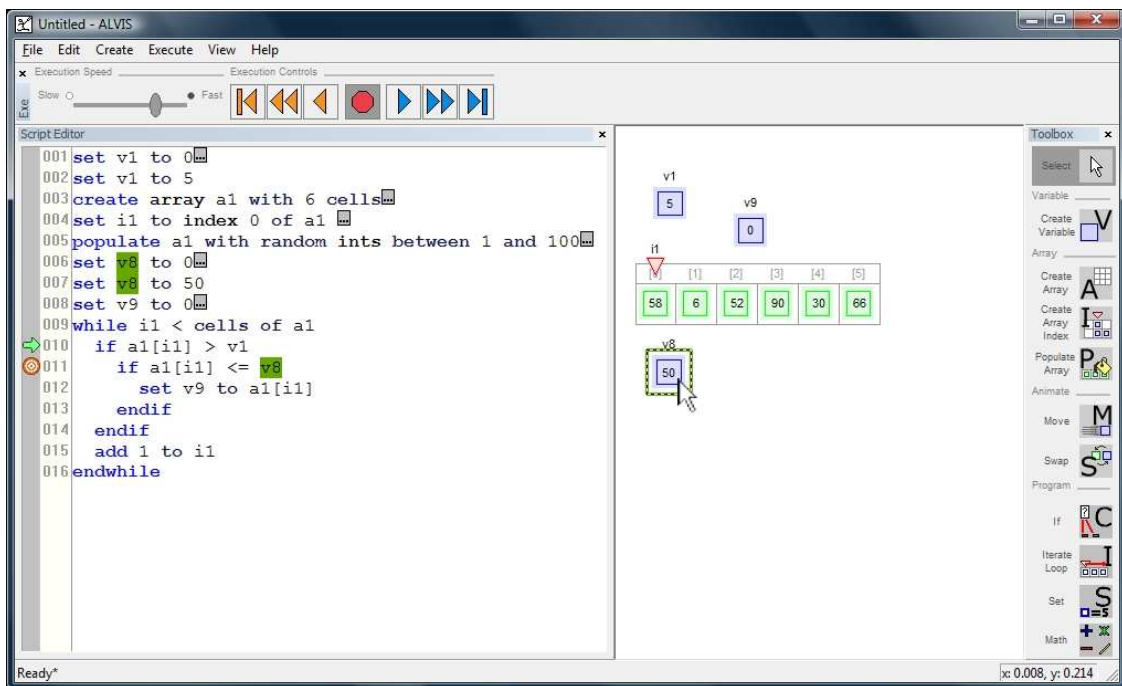 Untitled - ALVIS
File Edit Create Execute View Help
x Execution Speed Execution Controls
Exe
Slow Fast
Script Editor x
001 set v1 to 0...
002 set v1 to 5
003 create array a1 with 6 cells...
004 set i1 to index 0 of a1 ...
005 populate a1 with random ints between 1 and 100...
006 set v8 to 0...
007 set v8 to 50
008 set v9 to 0...
009 while i1 < cells of a1
010 if a1[i1] > v1
011 if a1[i1] <= v8
012 set v9 to a1[i1]
013 endif
014 endif
015 add 1 to i1
016 endwhile
v1
5
v9
0
i1
[0] [1] [2] [3] [4] [5]
58 6 52 90 30 66
v8
50
Toolbox x
Select
Variable
Create
Variable
V
Array
Create
Array
A
Create
Array
Index
I
Populate
Array
P
Animate
Move
M
Swap
S
Program
If
? C
Iterate
Loop
I
Set
S
=5
Math
Ready*
x: 0.008, y: 0.214